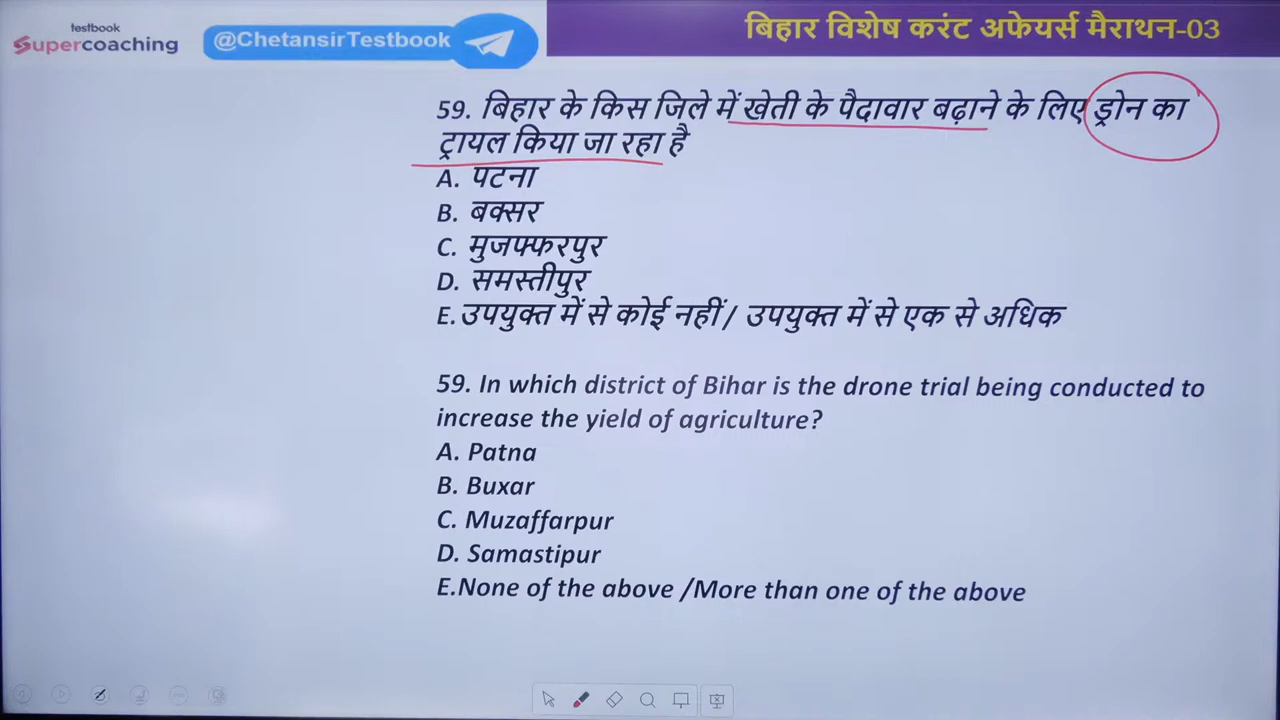 testbook
Supercoaching
@ChetansirTestbook
बिहार विशेष करंट अफेयर्स मैराथन-03
59. बिहार के किस जिले में खेती के पैदावार बढ़ाने के लिए ड्रोन का
ट्रायल किया जा रहा है
A. पटना
B. बक्सर
C. मुजफ्फरपुर
D. समस्तीपुर
E. उपयुक्त में से कोई नहीं/ उपयुक्त में से एक से अधिक
59. In which district of Bihar is the drone trial being conducted to
increase the yield of agriculture?
A. Patna
B. Buxar
C. Muzaffarpur
D. Samastipur
E.None of the above /More than one of the above